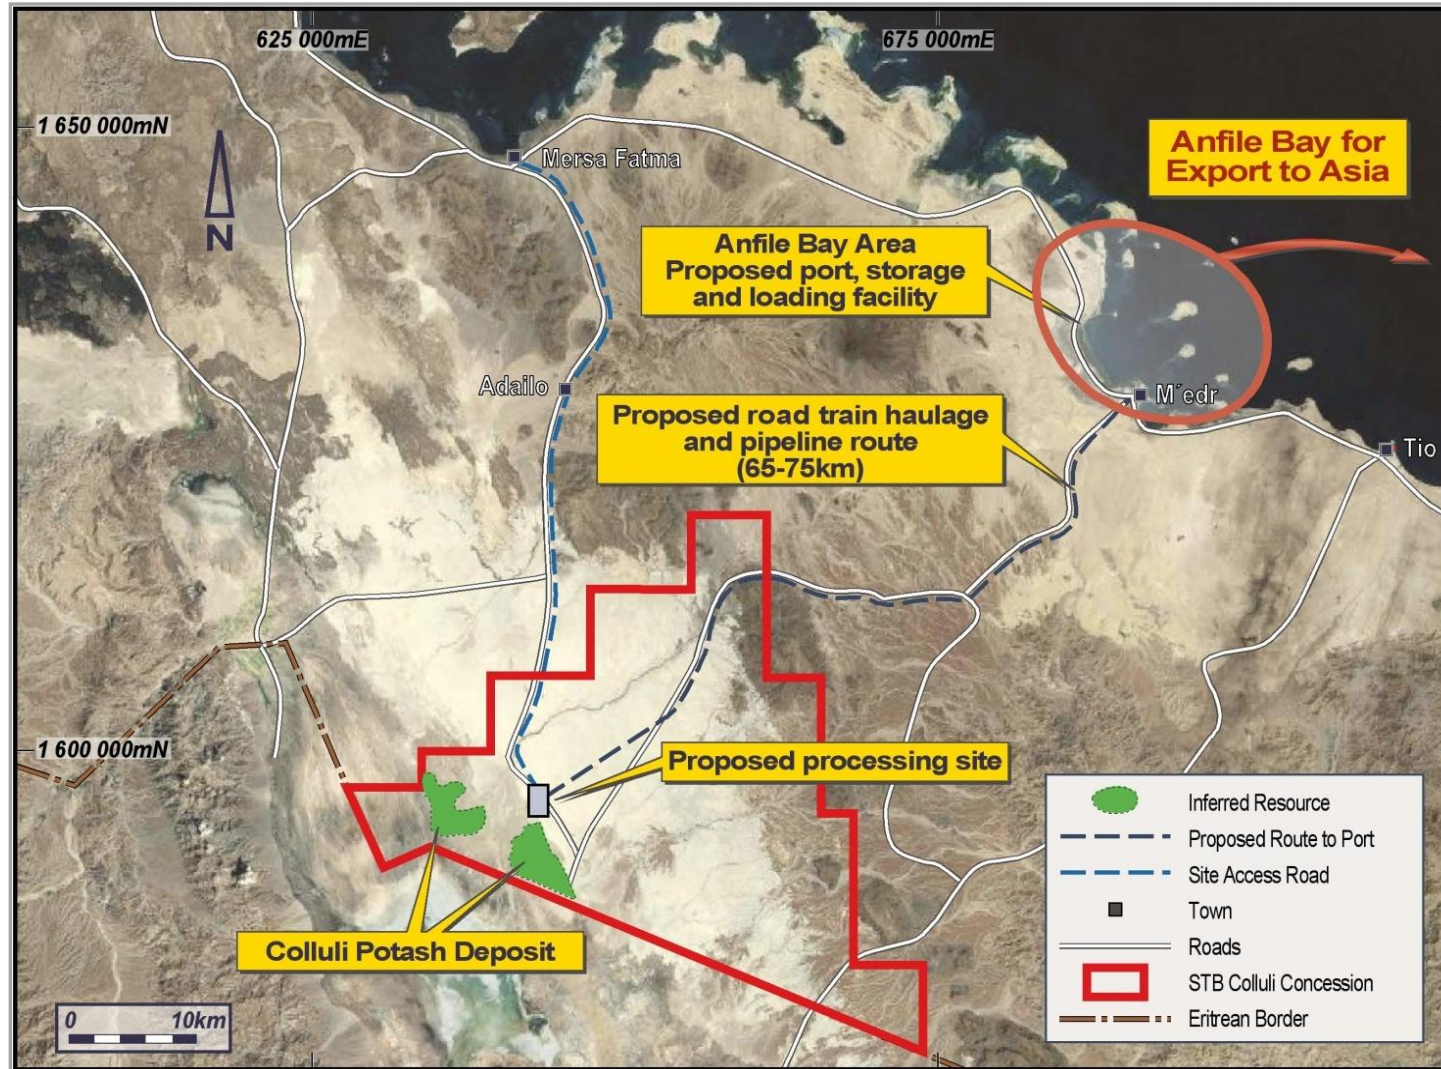 625 000mE
675 000mE
1 650 000mN
Mersa Fatma
Anfile Bay for
Export to Asia
N
Anfile Bay Area
Proposed port, storage
and loading facility
Adailo
M´edr
Proposed road train haulage
and pipeline route
(65-75km)
Tio
1 600 000mN
Proposed processing site
Colluli Potash Deposit
Inferred Resource
Proposed Route to Port
Site Access Road
Town
Roads
STB Colluli Concession
Eritrean Border
0 10km